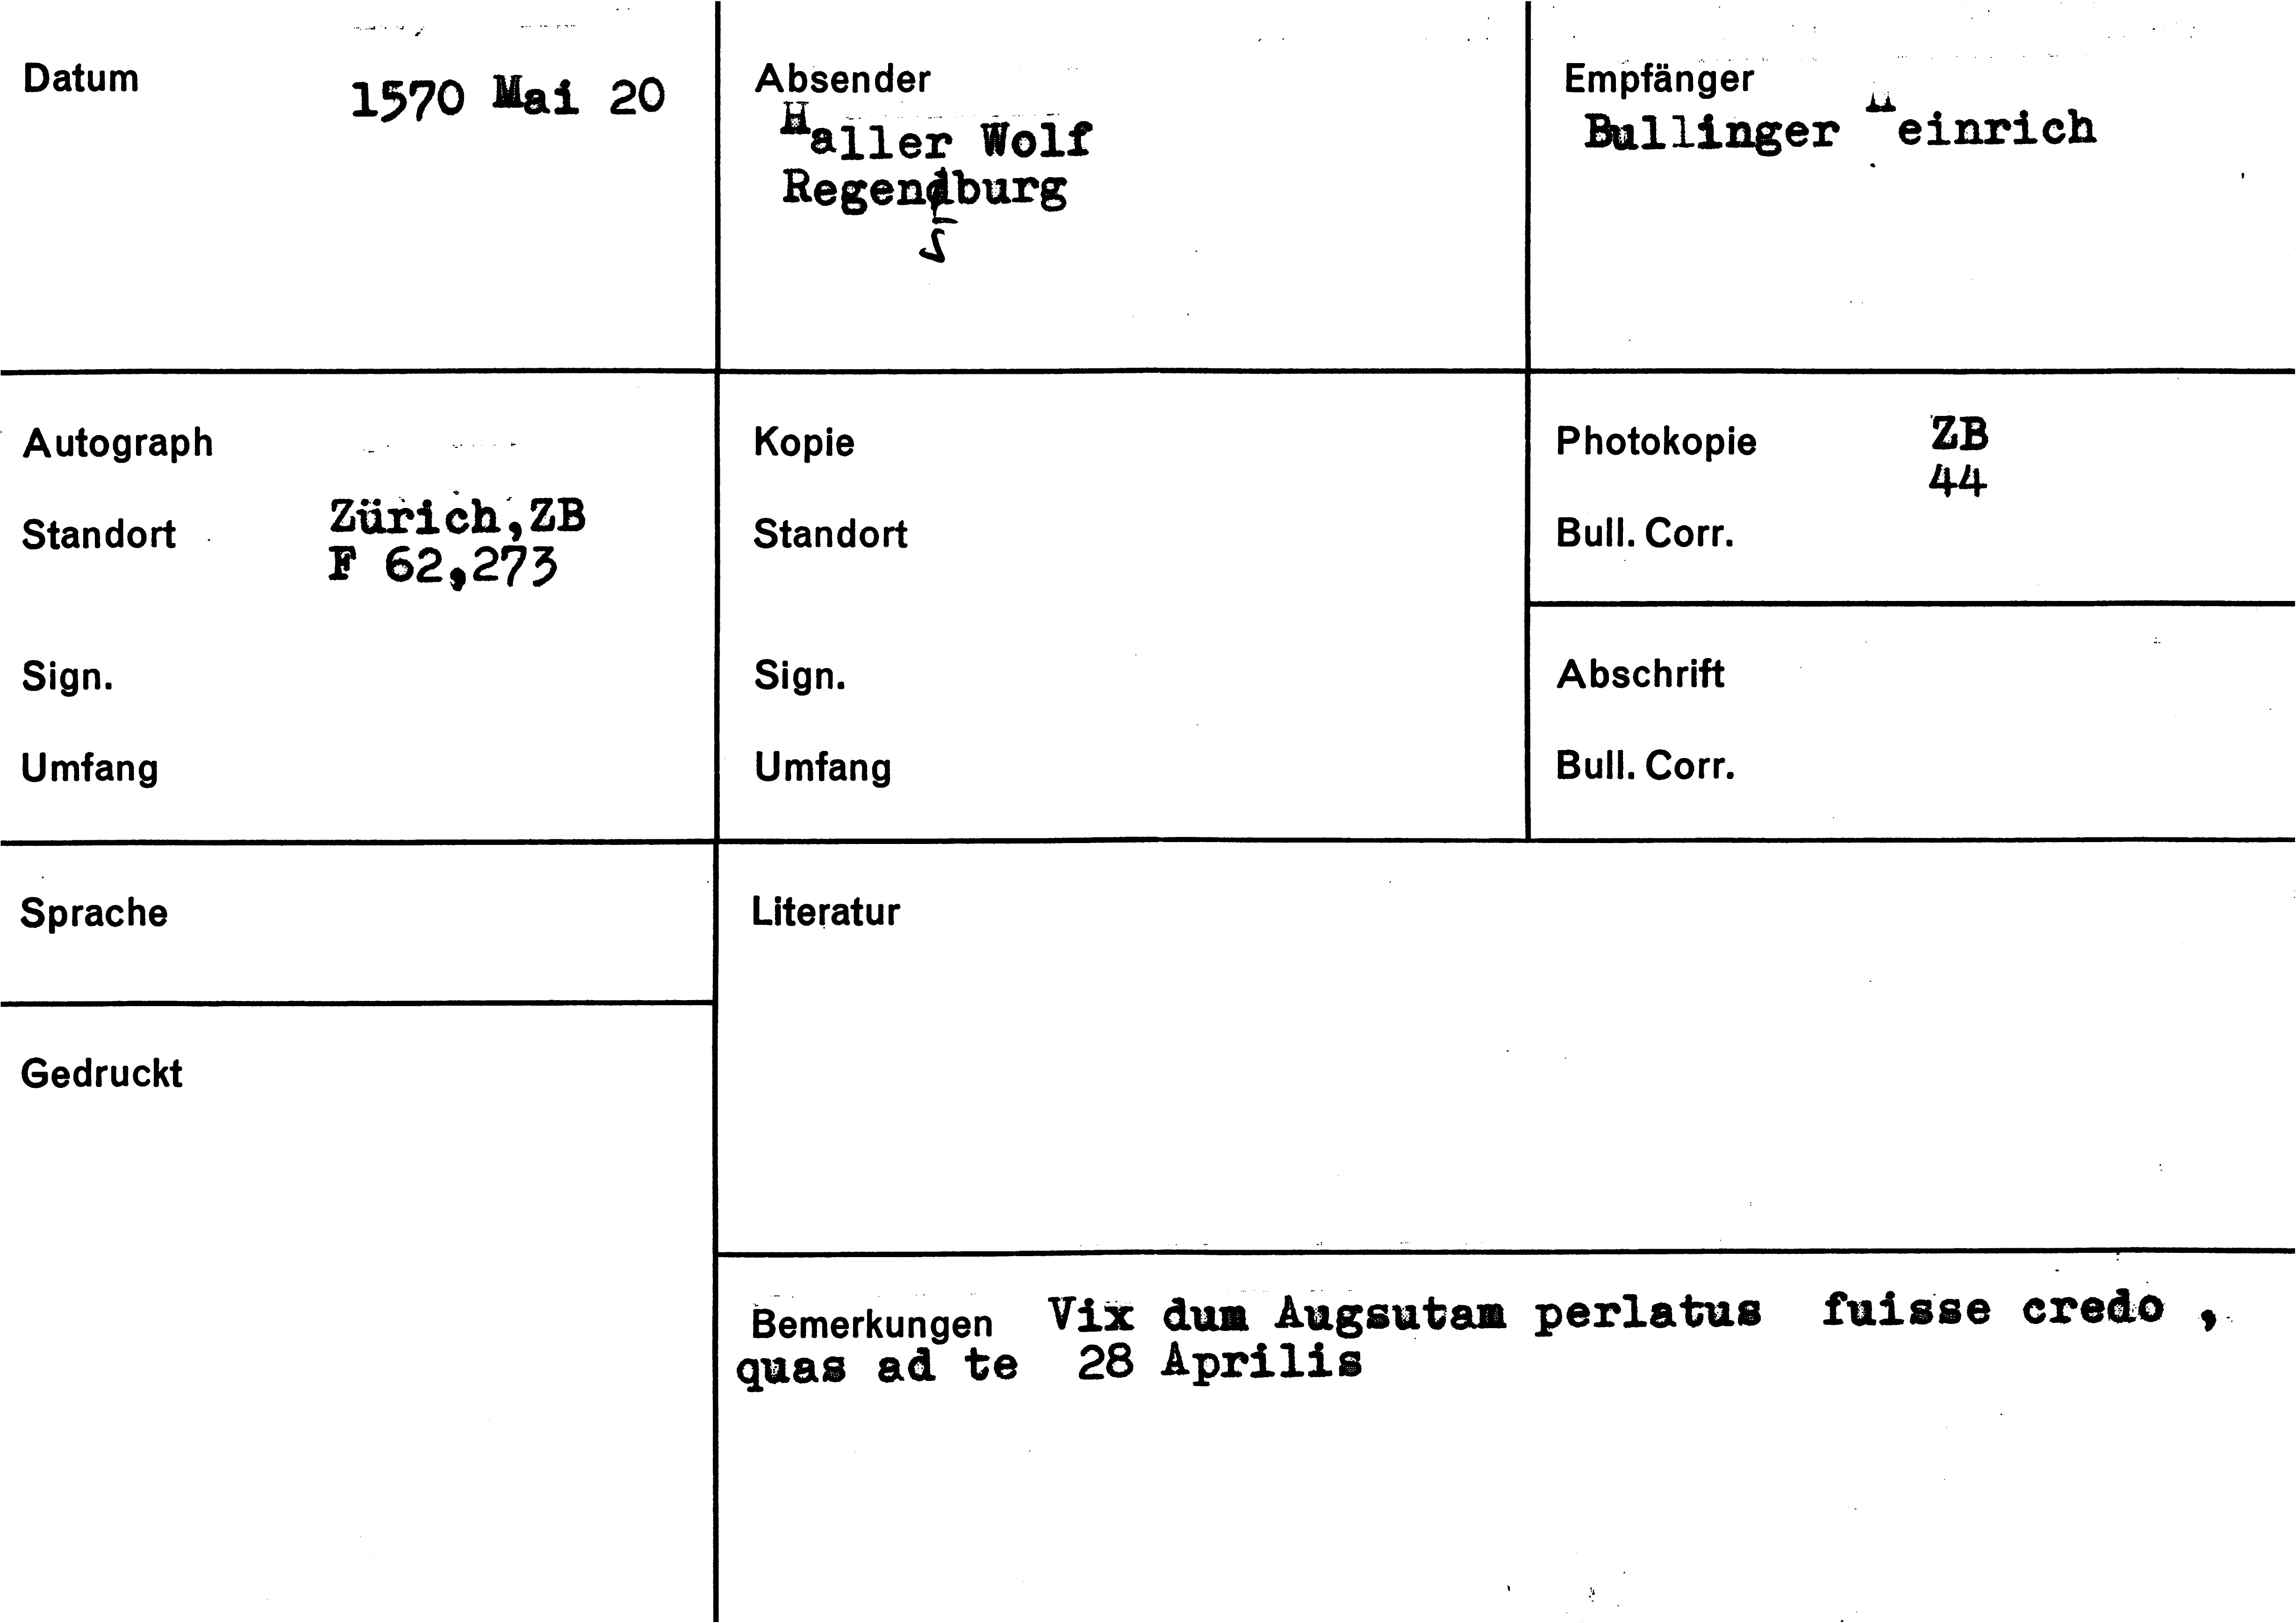 Datum 1570 Mai 20
Absender
Haller Wolf
Regensburg
Empfänger
Bullinger Heinrich
Autograph
Standort Zürich,ZB
F 62,273
Sign.
Umfang
Kopie
Standort
Sign.
Umfang
Photokopie ZB
44
Bull. Corr.
Abschrift
Bull. Corr.
Sprache
Gedruckt
Literatur
Bemerkungen Vix dum Augsutam perlatus fuisse credo ,
quas ad te 28 Aprilis